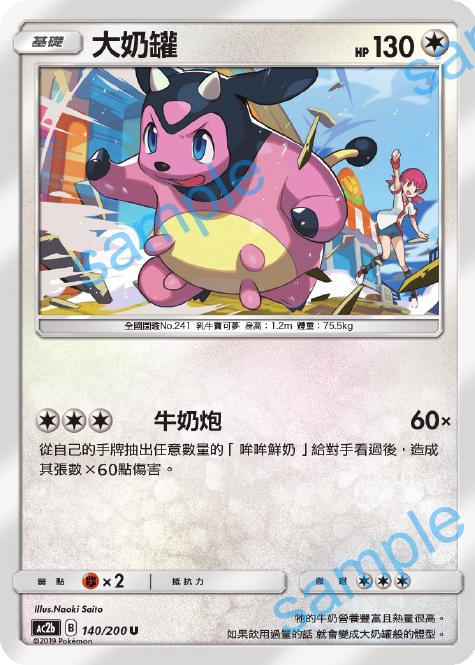 基礎 大奶罐 HP 130
sample
sample
全國圖鑑No.241 乳牛寶可夢 身高：1.2m 體重：75.5kg
牛奶炮 60×
從自己的手牌抽出任意數量的「哞哞鮮奶」給對手看過後，造成
其張數×60點傷害。
弱點 ×2 抵抗力 撤退
sample
illus.Naoki Saito
AC2b B 140/200 U
©2019 Pokémon
牠的牛奶營養豐富且熱量很高。
如果飲用過量的話 就會變成大奶罐般的體型。